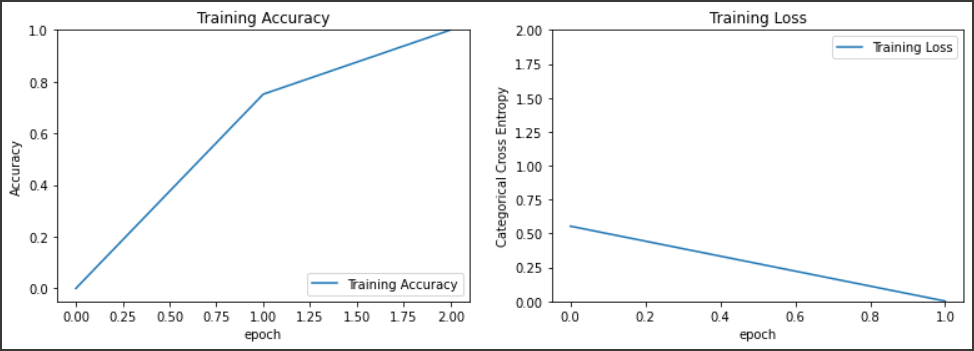 Training Accuracy
1.0
0.8
0.6
0.4
0.2
0.0
Accuracy
Training Accuracy
0.00 0.25 0.50 0.75 1.00 1.25 1.50 1.75 2.00
epoch
Training Loss
2.00
1.75
1.50
1.25
1.00
0.75
0.50
0.25
0.00
Categorical Cross Entropy
Training Loss
0.0 0.2 0.4 0.6 0.8 1.0
epoch